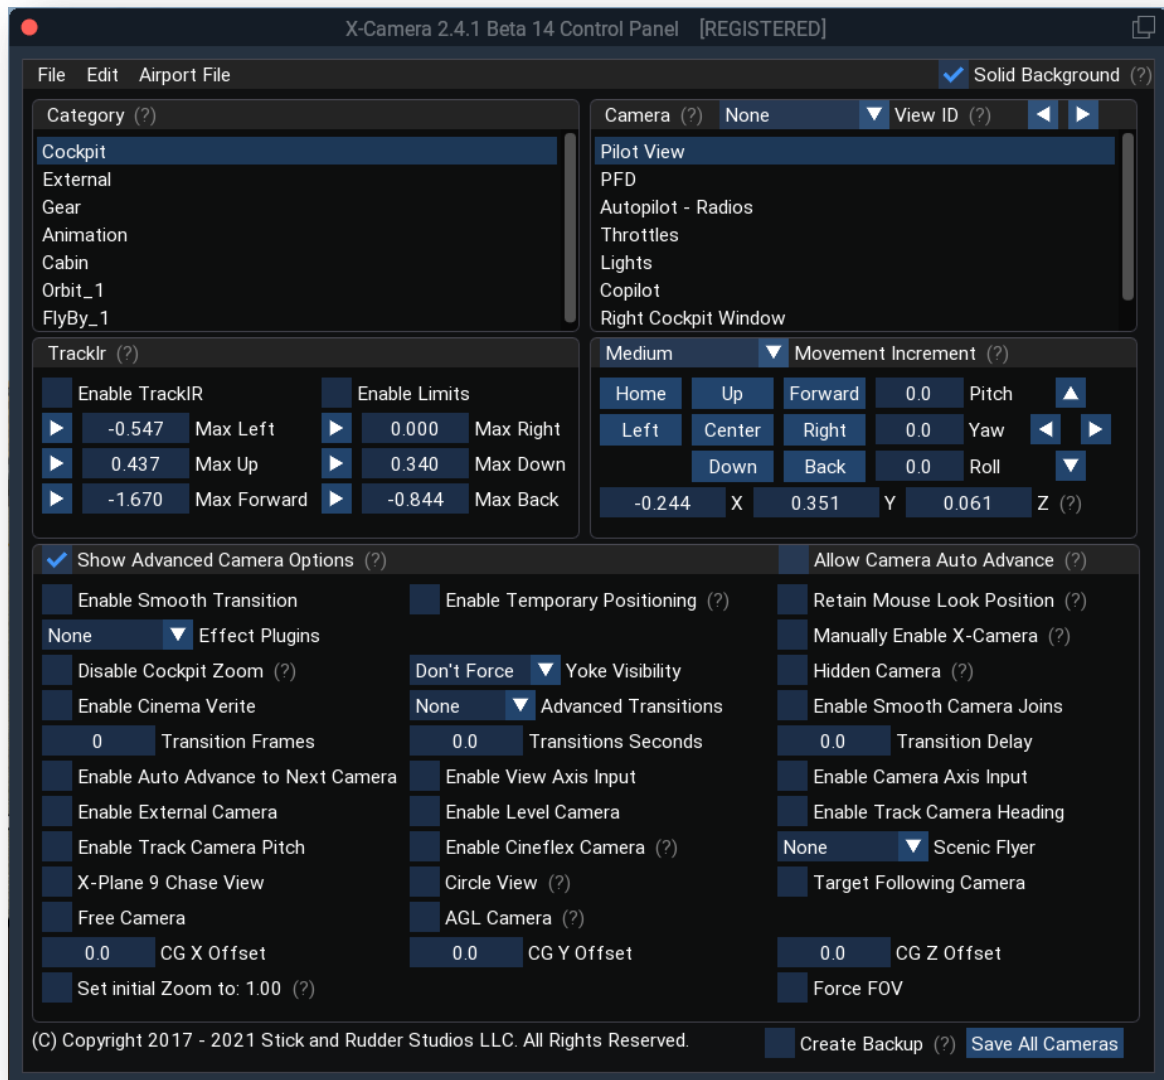 X-Camera 2.4.1 Beta 14 Control Panel [REGISTERED]
File Edit Airport File Solid Background (?)
Category (?)
Cockpit
External
Gear
Animation
Cabin
Orbit_1
FlyBy_1
Camera (?) None View ID (?)
Pilot View
PFD
Autopilot - Radios
Throttles
Lights
Copilot
Right Cockpit Window
TrackIr (?)
Enable TrackIR Enable Limits
-0.547 Max Left 0.000 Max Right
0.437 Max Up 0.340 Max Down
-1.670 Max Forward -0.844 Max Back
Medium Movement Increment (?)
Home Up Forward 0.0 Pitch
Left Center Right 0.0 Yaw
Down Back 0.0 Roll
-0.244 X 0.351 Y 0.061 Z (?)
Show Advanced Camera Options (?) Allow Camera Auto Advance (?)
Enable Smooth Transition Enable Temporary Positioning (?) Retain Mouse Look Position (?)
None Effect Plugins Manually Enable X-Camera (?)
Disable Cockpit Zoom (?) Don't Force Yoke Visibility Hidden Camera (?)
Enable Cinema Verite None Advanced Transitions Enable Smooth Camera Joins
0 Transition Frames 0.0 Transitions Seconds 0.0 Transition Delay
Enable Auto Advance to Next Camera Enable View Axis Input Enable Camera Axis Input
Enable External Camera Enable Level Camera Enable Track Camera Heading
Enable Track Camera Pitch Enable Cineflex Camera (?) None Scenic Flyer
X-Plane 9 Chase View Circle View (?) Target Following Camera
Free Camera AGL Camera (?)
0.0 CG X Offset 0.0 CG Y Offset 0.0 CG Z Offset
Set initial Zoom to: 1.00 (?) Force FOV
(C) Copyright 2017 - 2021 Stick and Rudder Studios LLC. All Rights Reserved. Create Backup (?) Save All Cameras